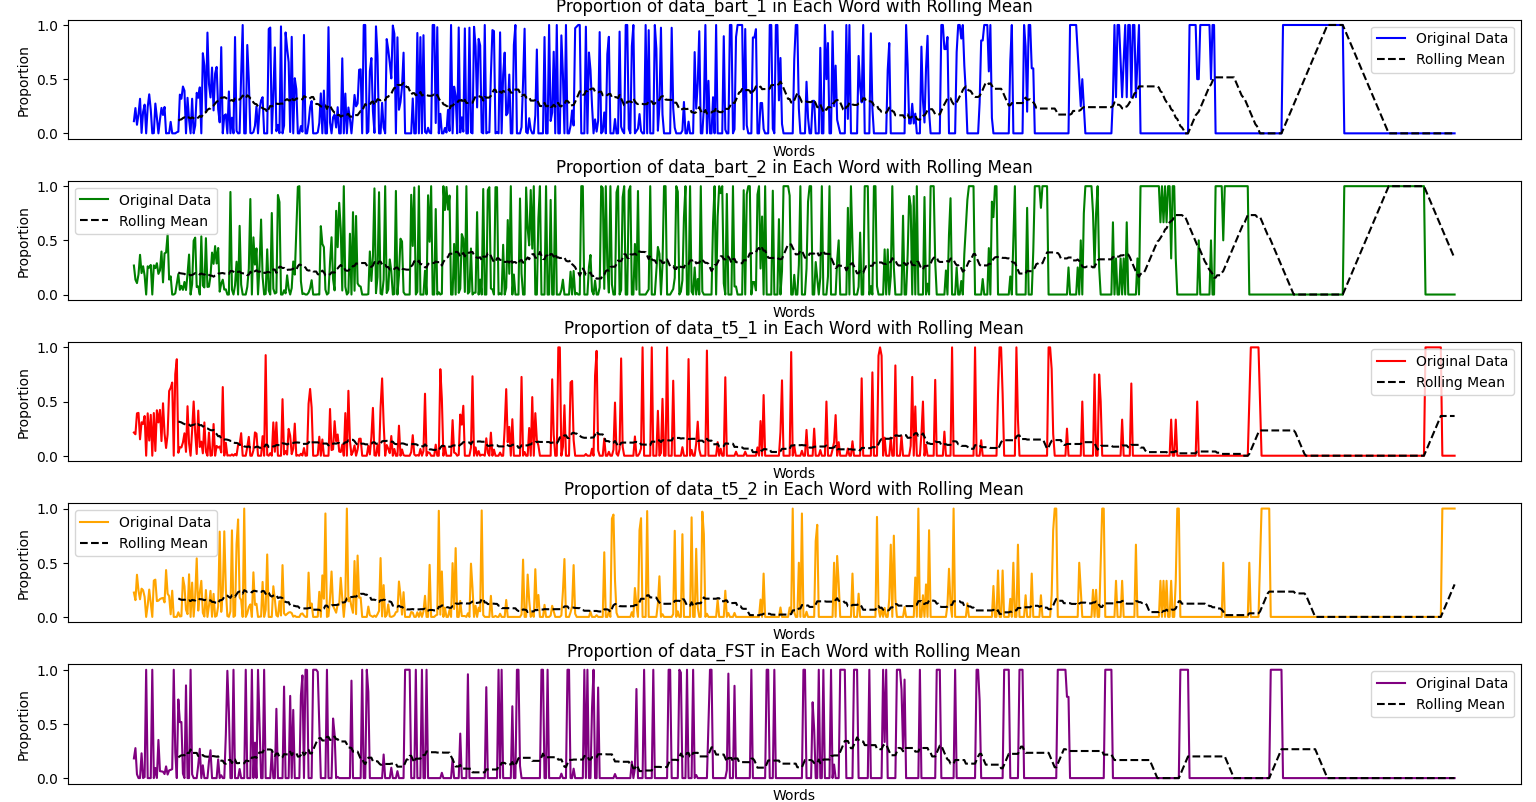 Proportion of data_bart_1 in Each Word with Rolling Mean
1.0
0.5
0.0
Proportion
Original Data
Rolling Mean
Words
Proportion of data_bart_2 in Each Word with Rolling Mean
1.0
0.5
0.0
Proportion
Original Data
Rolling Mean
Words
Proportion of data_t5_1 in Each Word with Rolling Mean
1.0
0.5
0.0
Proportion
Original Data
Rolling Mean
Words
Proportion of data_t5_2 in Each Word with Rolling Mean
1.0
0.5
0.0
Proportion
Original Data
Rolling Mean
Words
Proportion of data_FST in Each Word with Rolling Mean
1.0
0.5
0.0
Proportion
Original Data
Rolling Mean
Words